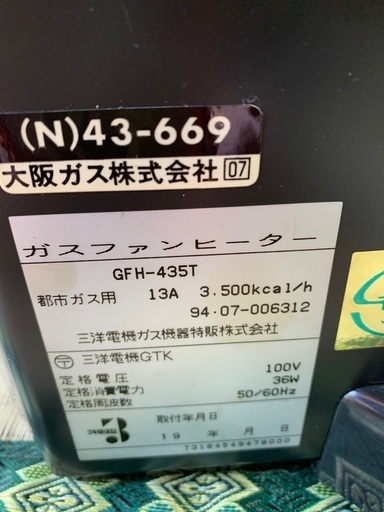 (N)43-669
大阪ガス株式会社 07
ガスファンヒーター
GFH-435T
都市ガス用 13A 3.500kcal/h
94.07-006312
三洋電機ガス機器特販株式会社
〒 三洋電機GTK
定格電圧 100V
定格消費電力 36W
定格周波数 50/60Hz
取付年月日
19 年 月 日